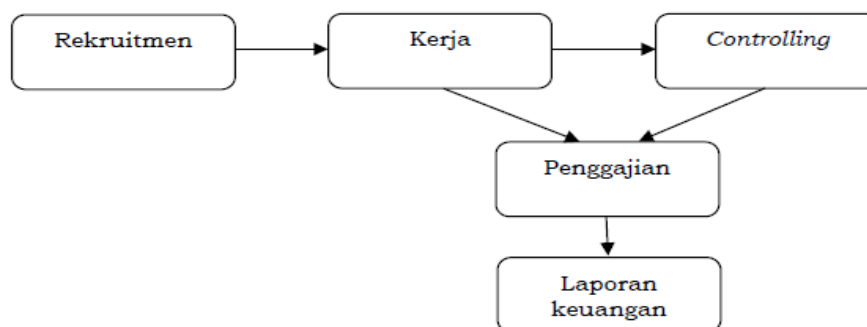 Rekruitmen
Kerja
Controlling
Penggajian
Laporan
keuangan